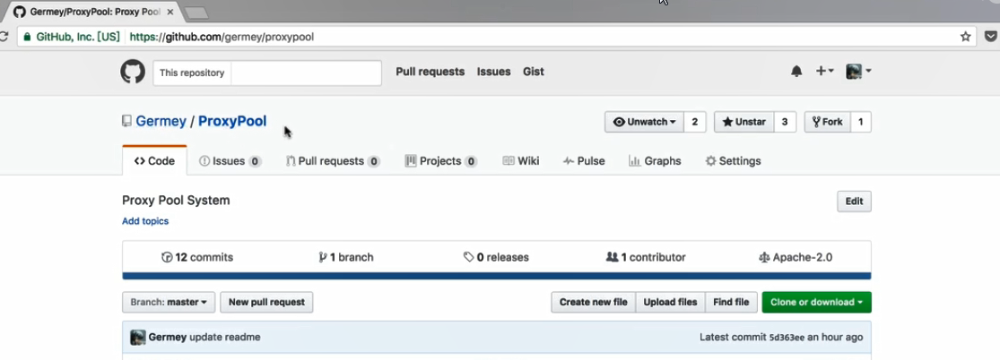 Germey/ProxyPool: Proxy Pool
GitHub, Inc. [US] https://github.com/germey/proxypool
This repository Pull requests Issues Gist
Germey / ProxyPool Unwatch 2 Unstar 3 Fork 1
Code Issues 0 Pull requests 0 Projects 0 Wiki Pulse Graphs Settings
Proxy Pool System Edit
Add topics
12 commits 1 branch 0 releases 1 contributor Apache-2.0
Branch: master New pull request Create new file Upload files Find file Clone or download
Germey update readme Latest commit 5d363ee an hour ago